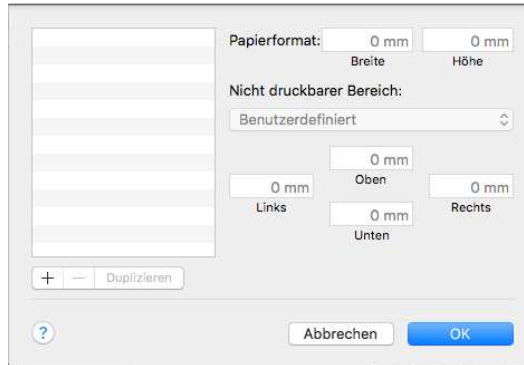 Papierformat: 0 mm 0 mm
Breite Höhe
Nicht druckbarer Bereich:
Benutzerdefiniert
0 mm
Oben
0 mm 0 mm
Links Rechts
0 mm
Unten
+ − Duplizieren
? Abbrechen OK